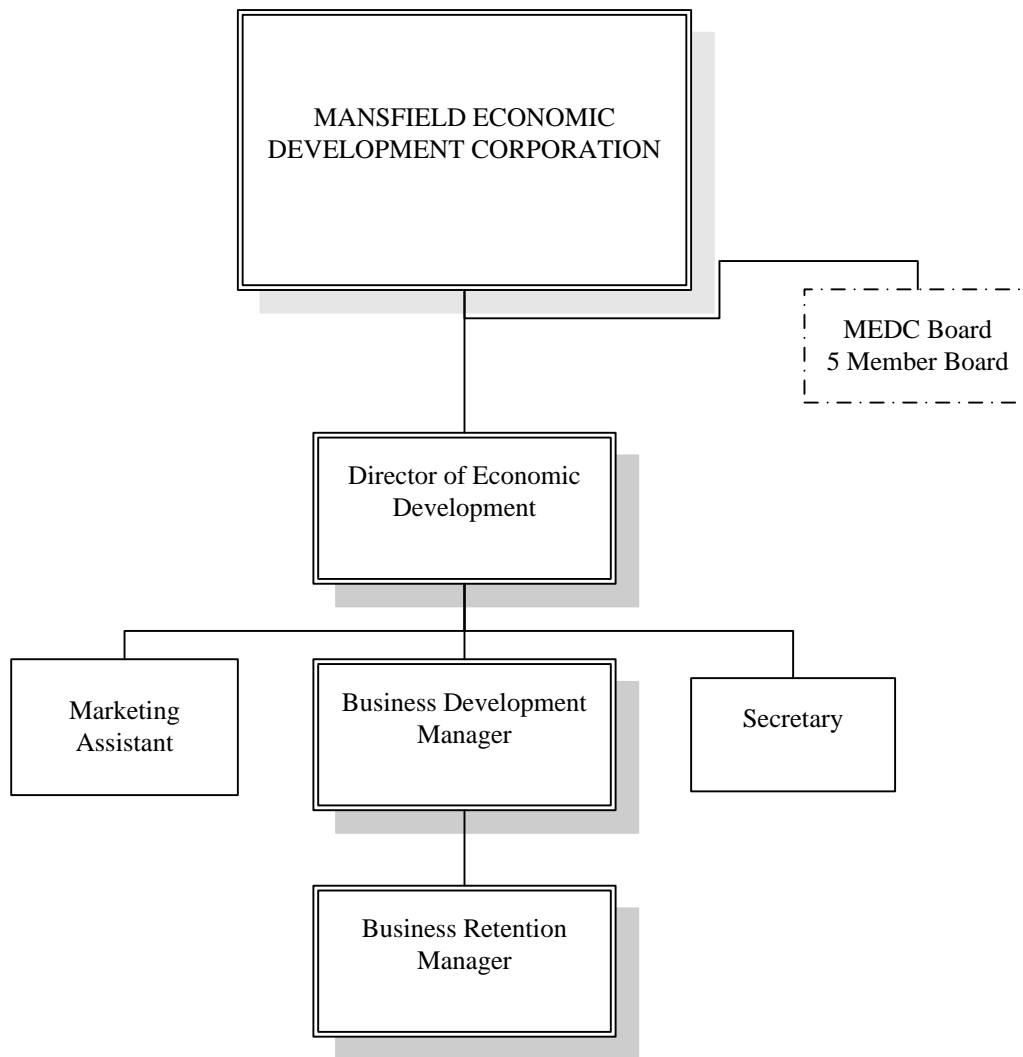 MANSFIELD ECONOMIC
DEVELOPMENT CORPORATION
MEDC Board
5 Member Board
Director of Economic
Development
Marketing
Assistant
Business Development
Manager
Secretary
Business Retention
Manager